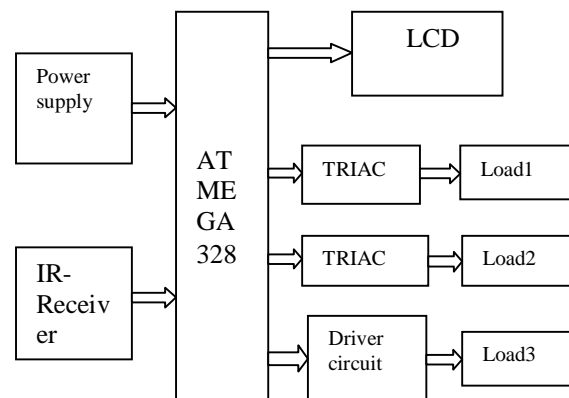 Power
supply
IR-
Receiv
er
AT
ME
GA
328
LCD
TRIAC
Load1
TRIAC
Load2
Driver
circuit
Load3